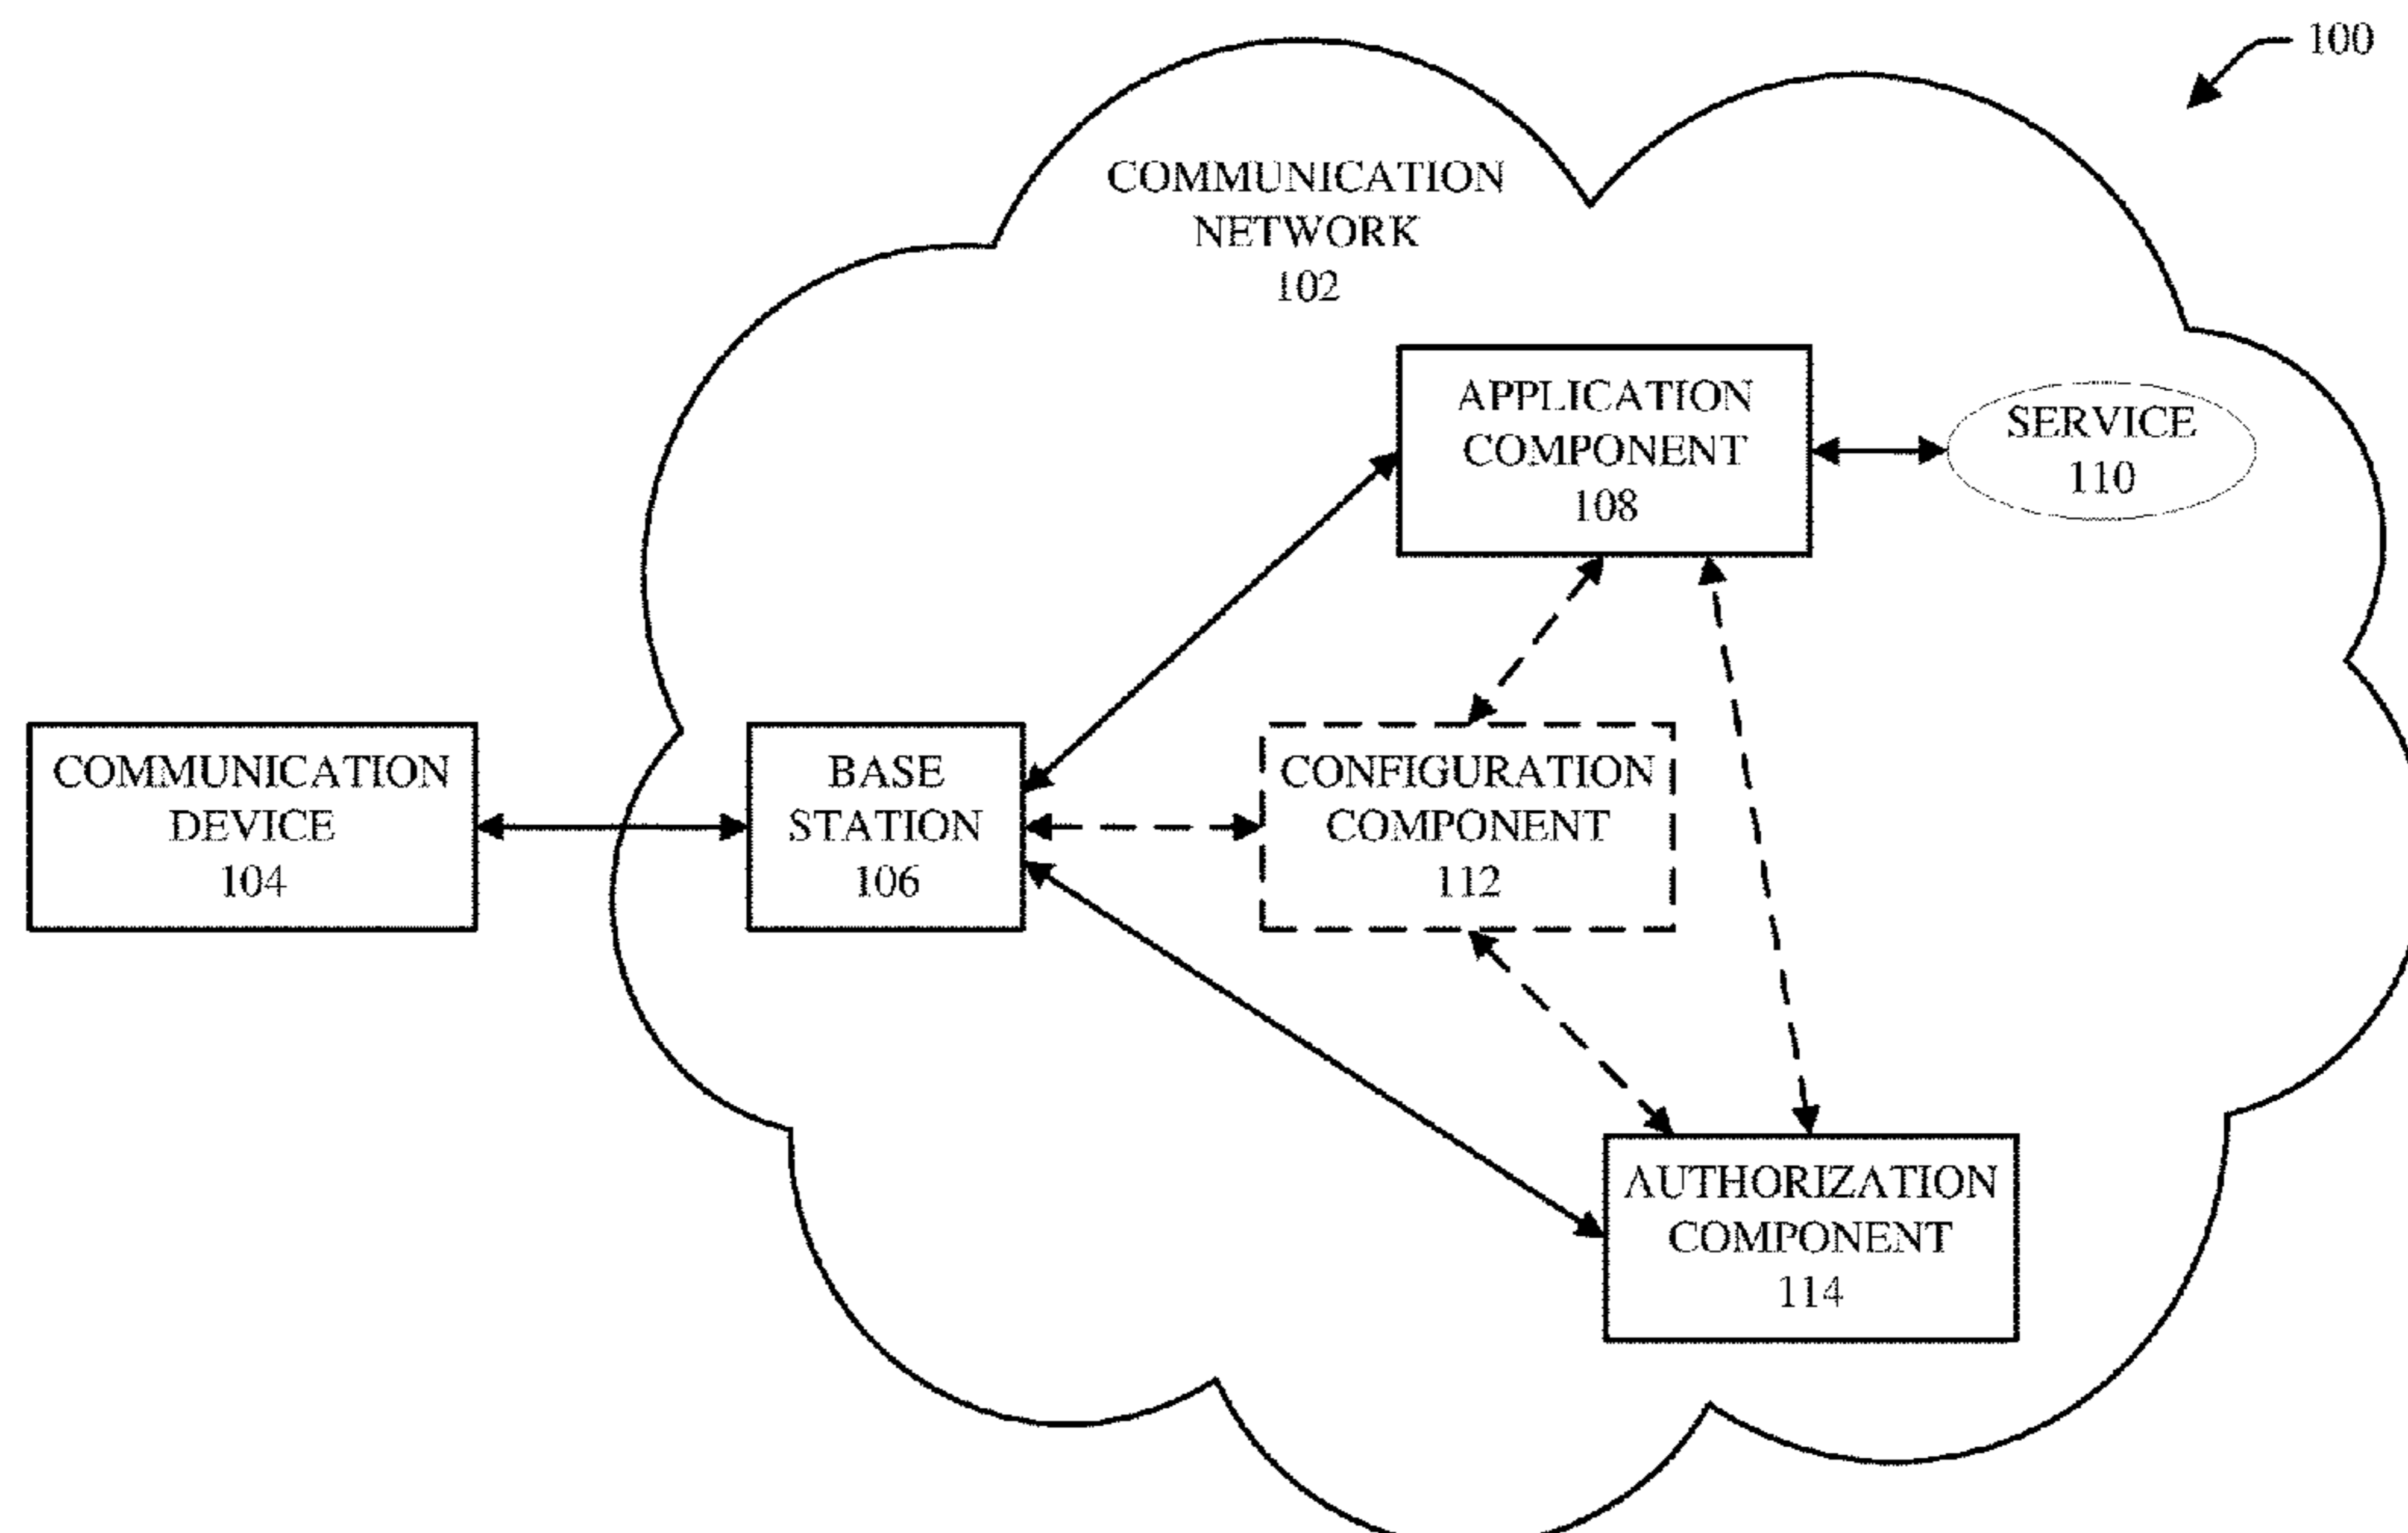 100
COMMUNICATION
NETWORK
102
APPLICATION
COMPONENT
108
SERVICE
110
COMMUNICATION
DEVICE
104
BASE
STATION
106
CONFIGURATION
COMPONENT
112
AUTHORIZATION
COMPONENT
114